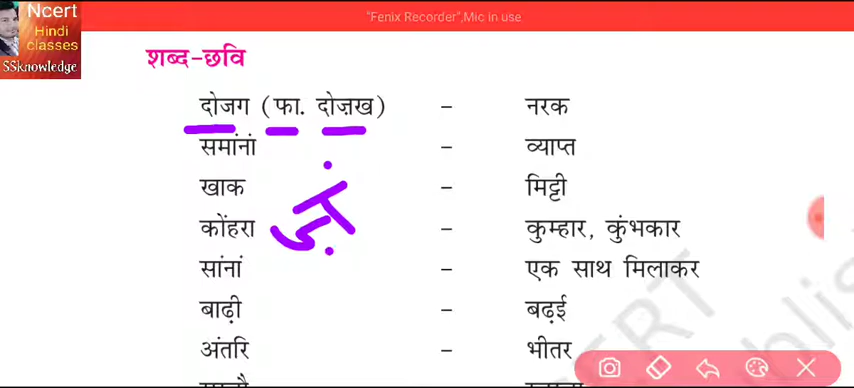 "Fenix Recorder",Mic in use
Ncert
Hindi
classes
SSknowledge
शब्द-छवि
दोजग (फा. दोज़ख) – नरक
समांनां – व्याप्त
खाक – मिट्टी
कोंहरा – कुम्हार, कुंभकार
सांनां – एक साथ मिलाकर
बाढ़ी – बढ़ई
अंतरि – भीतर